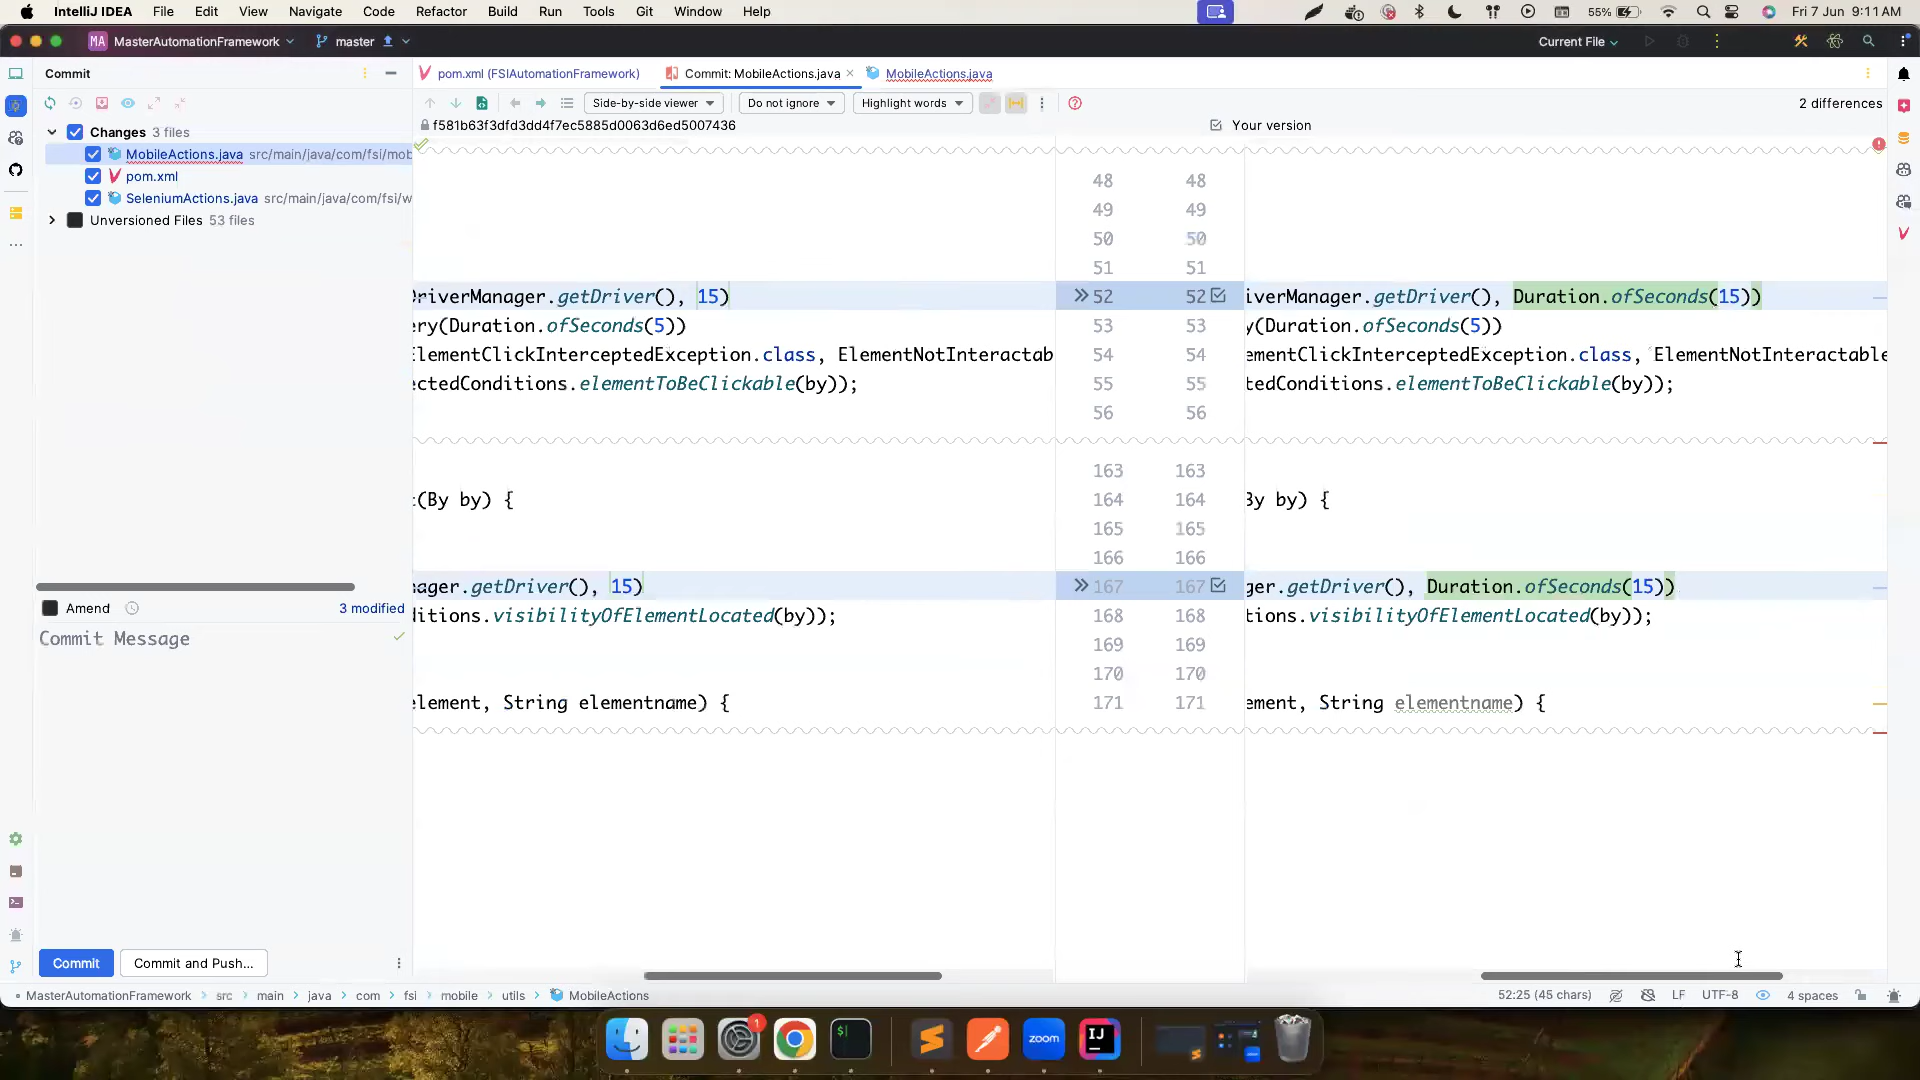 IntelliJ IDEA File Edit View Navigate Code Refactor Build Run Tools Git Window Help 55% Fri 7 Jun 9:11 AM
MA MasterAutomationFramework master Current File
Commit
pom.xml (FSIAutomationFramework) Commit: MobileActions.java MobileActions.java
Side-by-side viewer Do not ignore Highlight words 2 differences
f581b63f3dfd3dd4f7ec5885d0063d6ed5007436 Your version
Changes 3 files
MobileActions.java src/main/java/com/fsi/mob
pom.xml
SeleniumActions.java src/main/java/com/fsi/w
Unversioned Files 53 files
48 48
49 49
50 50
51 51
riverManager.getDriver(), 15) 52 52 iverManager.getDriver(), Duration.ofSeconds(15))
ery(Duration.ofSeconds(5)) 53 53 y(Duration.ofSeconds(5))
lementClickInterceptedException.class, ElementNotInteractab 54 54 ementClickInterceptedException.class, ElementNotInteractable
ectedConditions.elementToBeClickable(by)); 55 55 tedConditions.elementToBeClickable(by));
56 56
163 163
(By by) { 164 164 By by) {
165 165
166 166
ager.getDriver(), 15) 167 167 ger.getDriver(), Duration.ofSeconds(15))
ditions.visibilityOfElementLocated(by)); 168 168 tions.visibilityOfElementLocated(by));
169 169
170 170
element, String elementname) { 171 171 ement, String elementname) {
Amend 3 modified
Commit Message
Commit Commit and Push...
MasterAutomationFramework src main java com fsi mobile utils MobileActions 52:25 (45 chars) LF UTF-8 4 spaces
1
$
zoom
IJ